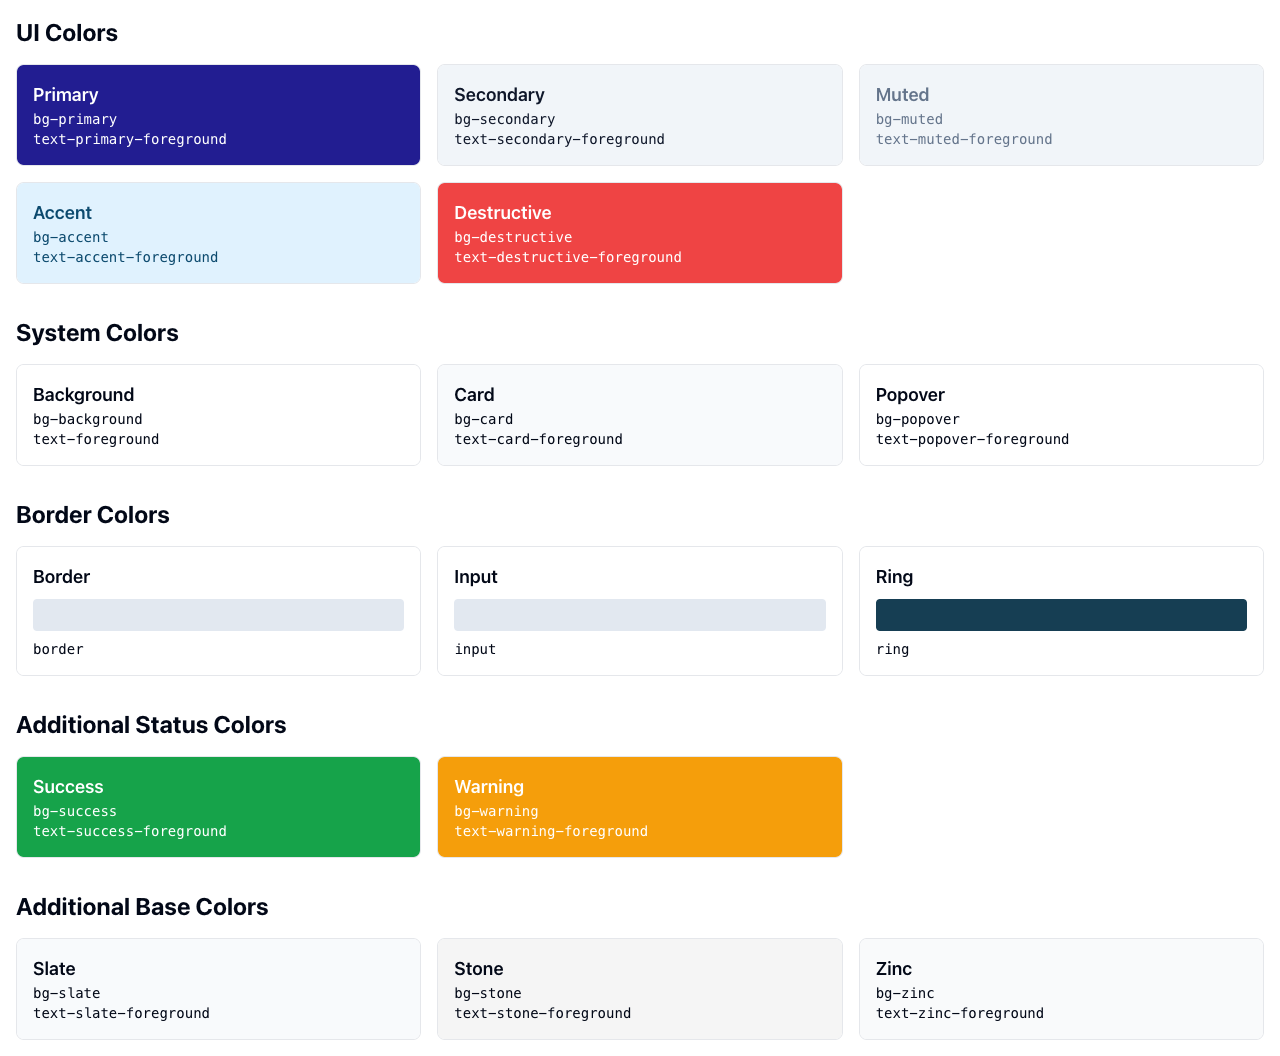 UI Colors
Primary
bg-primary
text-primary-foreground
Secondary
bg-secondary
text-secondary-foreground
Muted
bg-muted
text-muted-foreground
Accent
bg-accent
text-accent-foreground
Destructive
bg-destructive
text-destructive-foreground
System Colors
Background
bg-background
text-foreground
Card
bg-card
text-card-foreground
Popover
bg-popover
text-popover-foreground
Border Colors
Border
border
Input
input
Ring
ring
Additional Status Colors
Success
bg-success
text-success-foreground
Warning
bg-warning
text-warning-foreground
Additional Base Colors
Slate
bg-slate
text-slate-foreground
Stone
bg-stone
text-stone-foreground
Zinc
bg-zinc
text-zinc-foreground